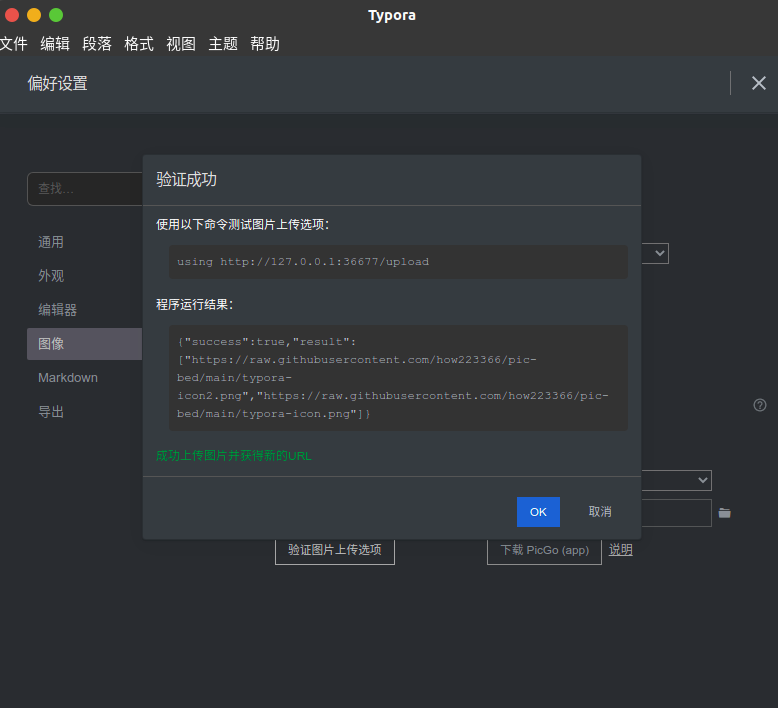 Typora
文件 编辑 段落 格式 视图 主题 帮助
偏好设置
查找…
通用
外观
编辑器
图像
Markdown
导出
验证成功
使用以下命令测试图片上传选项：
using http://127.0.0.1:36677/upload
程序运行结果：
{"success":true,"result":
["https://raw.githubusercontent.com/how223366/pic-
bed/main/typora-
icon2.png","https://raw.githubusercontent.com/how223366/pic-
bed/main/typora-icon.png"]}
成功上传图片并获得新的URL
OK 取消
验证图片上传选项 下载 PicGo (app) 说明